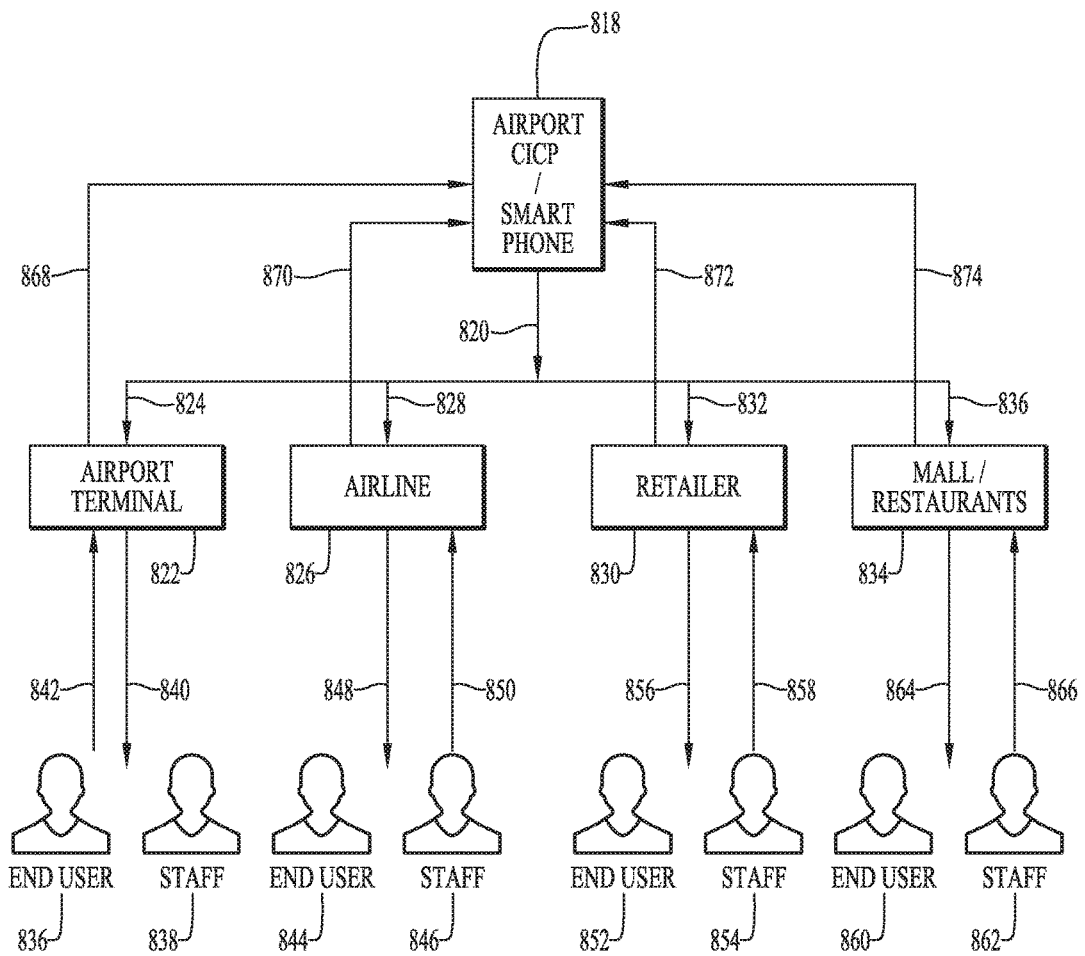 818
AIRPORT
CICP
/
SMART
PHONE
868
870
872
874
820
824
828
832
836
AIRPORT
TERMINAL
AIRLINE
RETAILER
MALL /
RESTAURANTS
822
826
830
834
842
840
848
850
856
858
864
866
END USER
STAFF
END USER
STAFF
END USER
STAFF
END USER
STAFF
836
838
844
846
852
854
860
862